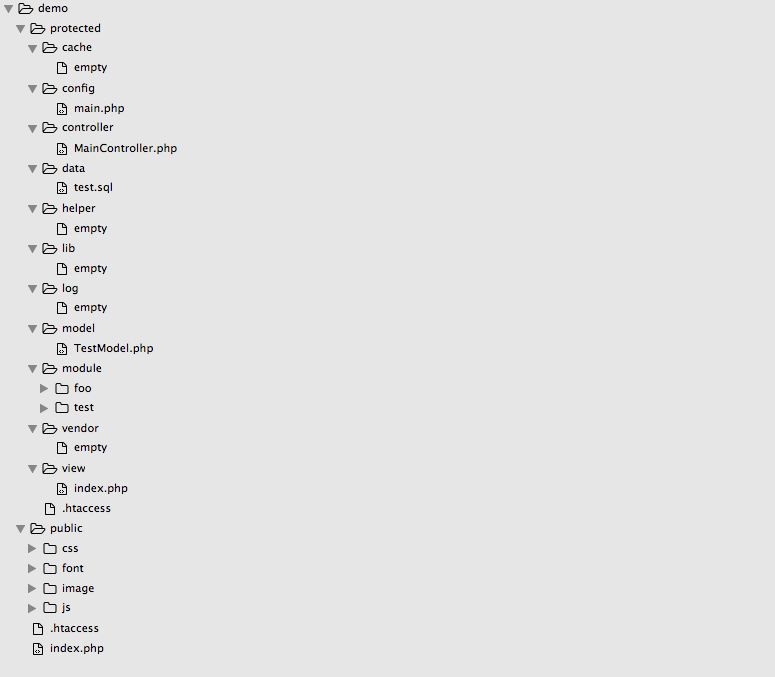 demo
protected
cache
empty
config
main.php
controller
MainController.php
data
test.sql
helper
empty
lib
empty
log
empty
model
TestModel.php
module
foo
test
vendor
empty
view
index.php
.htaccess
public
css
font
image
js
.htaccess
index.php